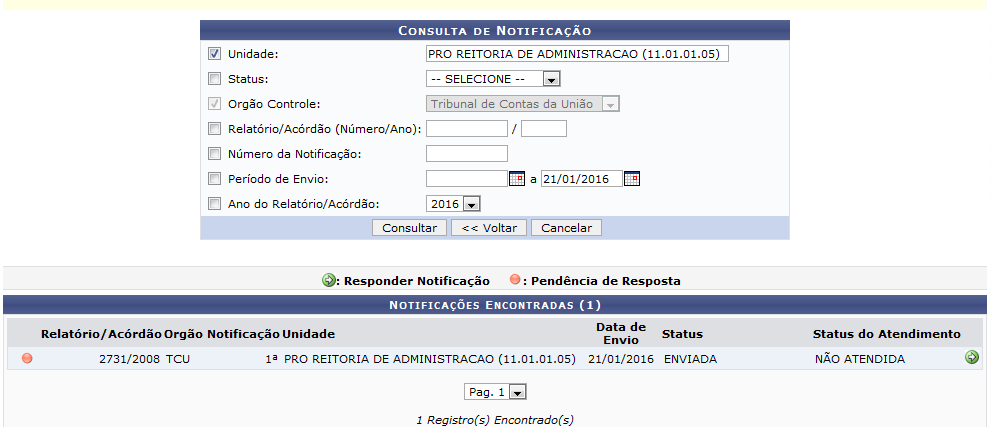 CONSULTA DE NOTIFICAÇÃO
Unidade: PRO REITORIA DE ADMINISTRACAO (11.01.01.05)
Status: -- SELECIONE --
Orgão Controle: Tribunal de Contas da União
Relatório/Acórdão (Número/Ano): /
Número da Notificação:
Período de Envio: a 21/01/2016
Ano do Relatório/Acórdão: 2016
Consultar << Voltar Cancelar
: Responder Notificação : Pendência de Resposta
NOTIFICAÇÕES ENCONTRADAS (1)
Relatório/Acórdão Orgão Notificação Unidade Data de Envio Status Status do Atendimento
2731/2008 TCU 1ª PRO REITORIA DE ADMINISTRACAO (11.01.01.05) 21/01/2016 ENVIADA NÃO ATENDIDA
Pag. 1
1 Registro(s) Encontrado(s)